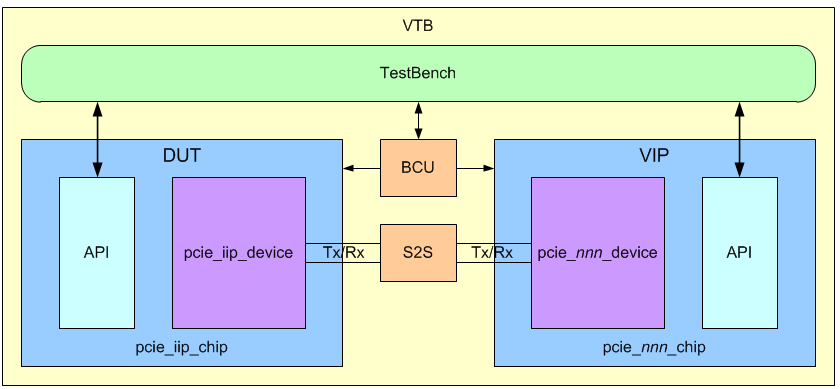 VTB
TestBench
DUT
BCU
VIP
API
pcie_iip_device
Tx/Rx
S2S
Tx/Rx
pcie_nnn_device
API
pcie_iip_chip
pcie_nnn_chip